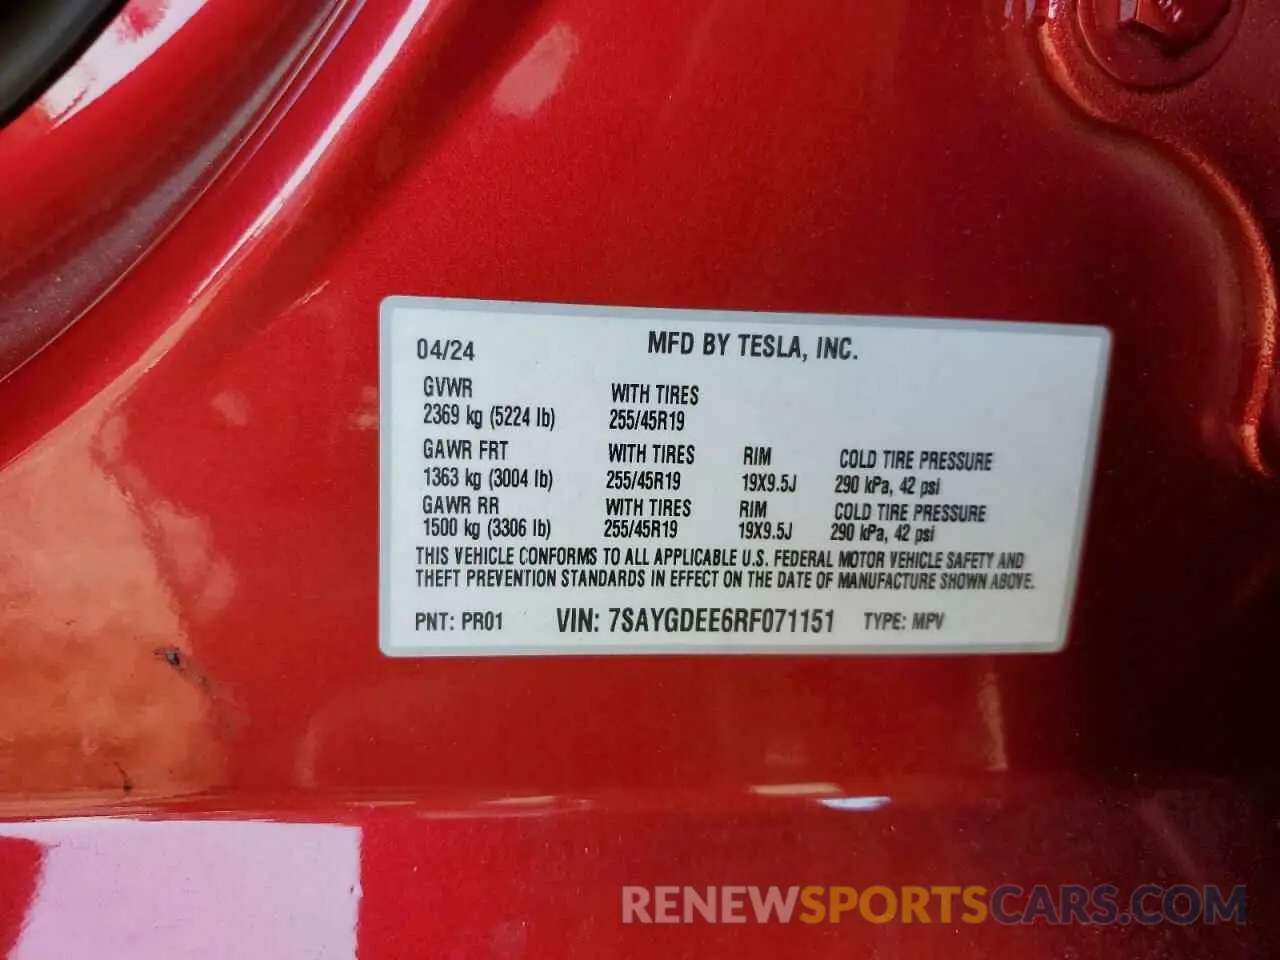 04/24 MFD BY TESLA, INC.
GVWR WITH TIRES
2369 kg (5224 lb) 255/45R19
GAWR FRT WITH TIRES RIM COLD TIRE PRESSURE
1363 kg (3004 lb) 255/45R19 19X9.5J 290 kPa, 42 psi
GAWR RR WITH TIRES RIM COLD TIRE PRESSURE
1500 kg (3306 lb) 255/45R19 19X9.5J 290 kPa, 42 psi
THIS VEHICLE CONFORMS TO ALL APPLICABLE U.S. FEDERAL MOTOR VEHICLE SAFETY AND
THEFT PREVENTION STANDARDS IN EFFECT ON THE DATE OF MANUFACTURE SHOWN ABOVE.
PNT: PR01 VIN: 7SAYGDEE6RF071151 TYPE: MPV
RENEWSPORTSCARS.COM